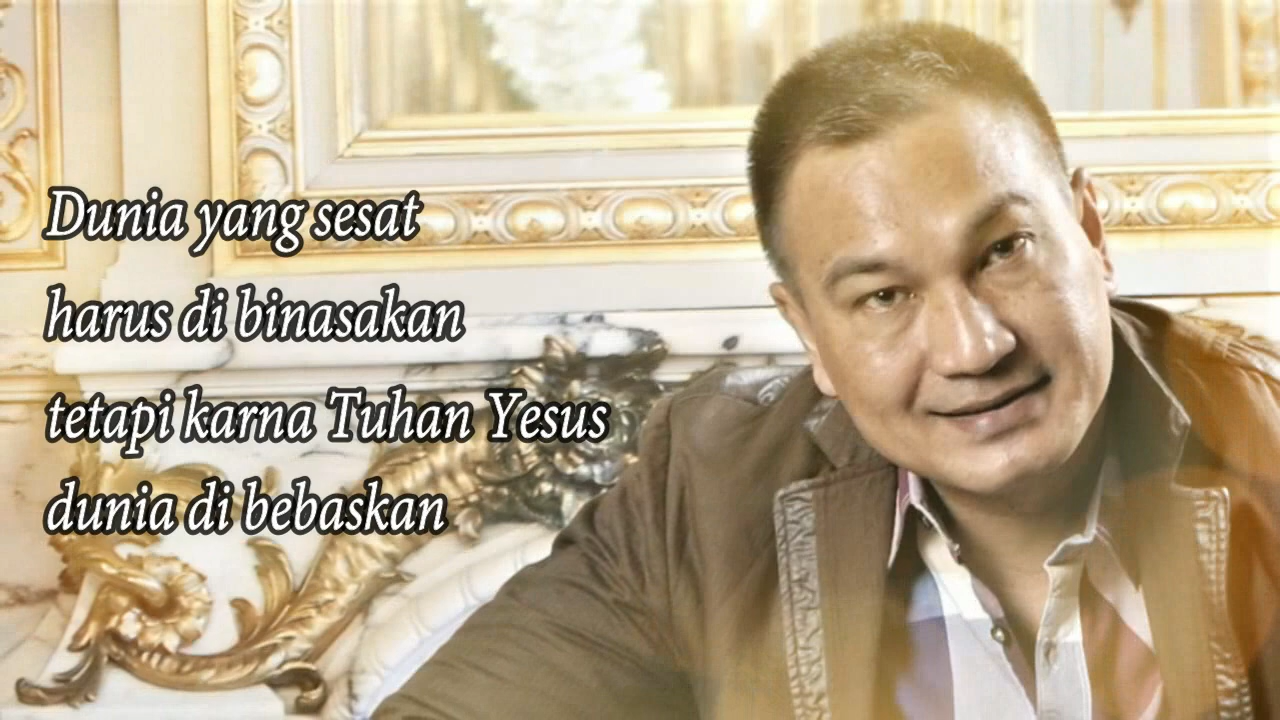 Dunia yang sesat
harus di binasakan
tetapi karna Tuhan Yesus
dunia di bebaskan